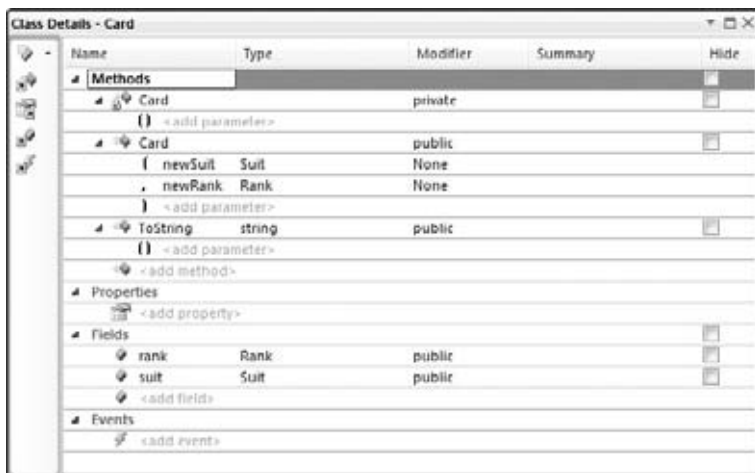 Class Details - Card
Name Type Modifier Summary Hide
Methods
Card private
() <add parameter>
Card public
( newSuit Suit None
, newRank Rank None
) <add parameter>
ToString string public
() <add parameter>
<add method>
Properties
<add property>
Fields
rank Rank public
suit Suit public
<add field>
Events
<add event>